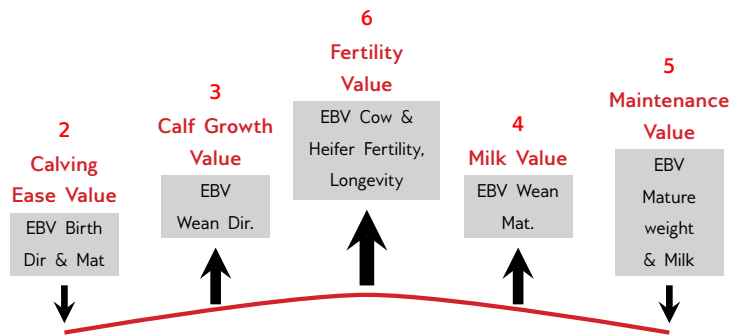 2
Calving
Ease Value
EBV Birth
Dir & Mat
3
Calf Growth
Value
EBV
Wean Dir.
6
Fertility
Value
EBV Cow &
Heifer Fertility,
Longevity
4
Milk Value
EBV Wean
Mat.
5
Maintenance
Value
EBV
Mature
weight
& Milk